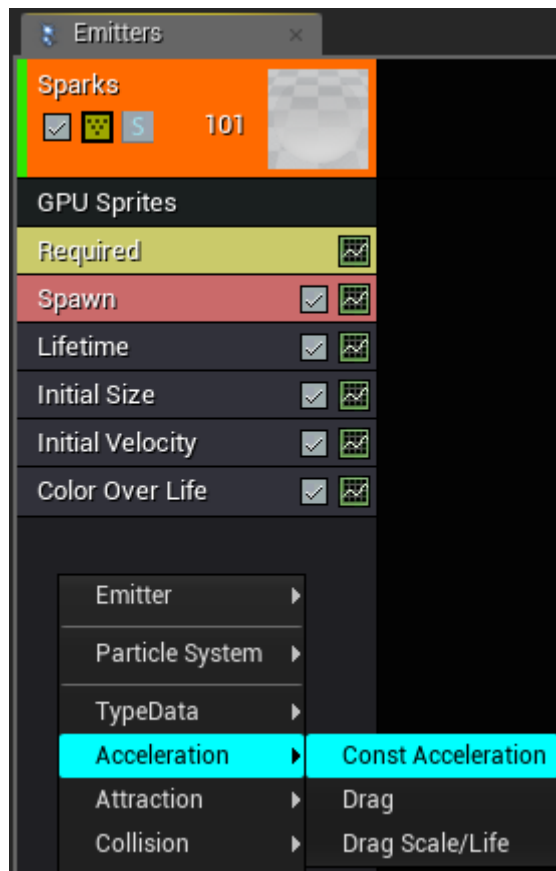 Emitters
Sparks
S 101
GPU Sprites
Required
Spawn
Lifetime
Initial Size
Initial Velocity
Color Over Life
Emitter
Particle System
TypeData
Acceleration Const Acceleration
Attraction Drag
Collision Drag Scale/Life